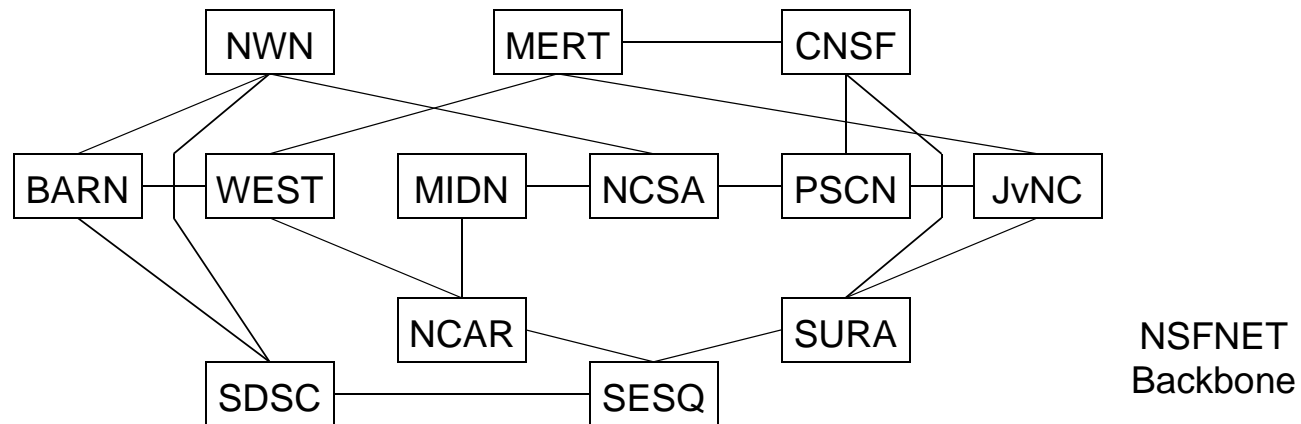 NWN
MERT
CNSF
BARN
WEST
MIDN
NCSA
PSCN
JvNC
NCAR
SURA
SDSC
SESQ
NSFNET
Backbone